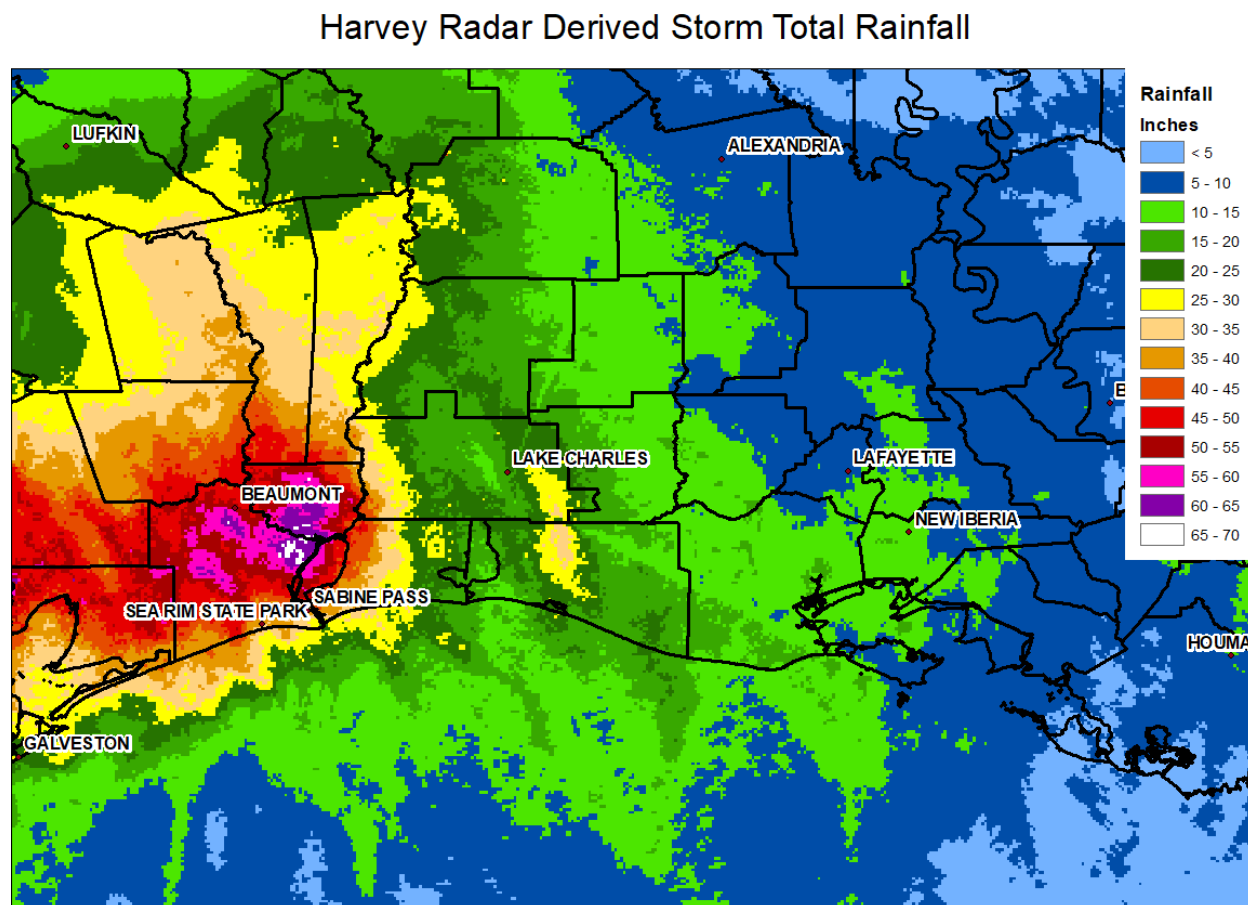 Harvey Radar Derived Storm Total Rainfall
Rainfall
Inches
< 5
5 - 10
10 - 15
15 - 20
20 - 25
25 - 30
30 - 35
35 - 40
40 - 45
45 - 50
50 - 55
55 - 60
60 - 65
65 - 70
LUFKIN
ALEXANDRIA
B
LAKE CHARLES
LAFAYETTE
BEAUMONT
NEW IBERIA
SABINE PASS
SEA RIM STATE PARK
HOUMA
GALVESTON